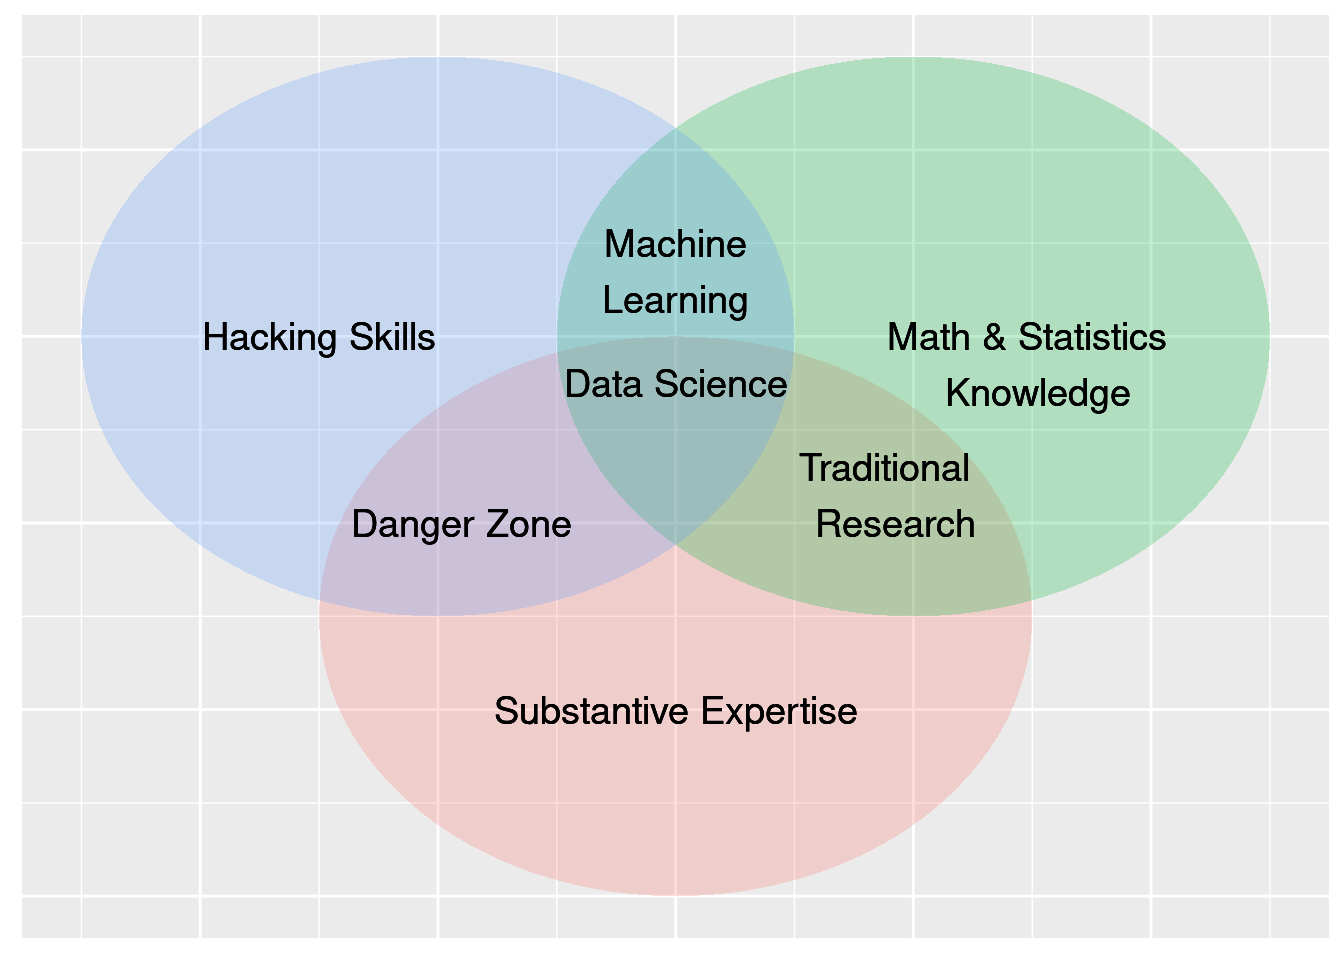 Machine
Learning
Hacking Skills
Math & Statistics
Knowledge
Data Science
Traditional
Research
Danger Zone
Substantive Expertise